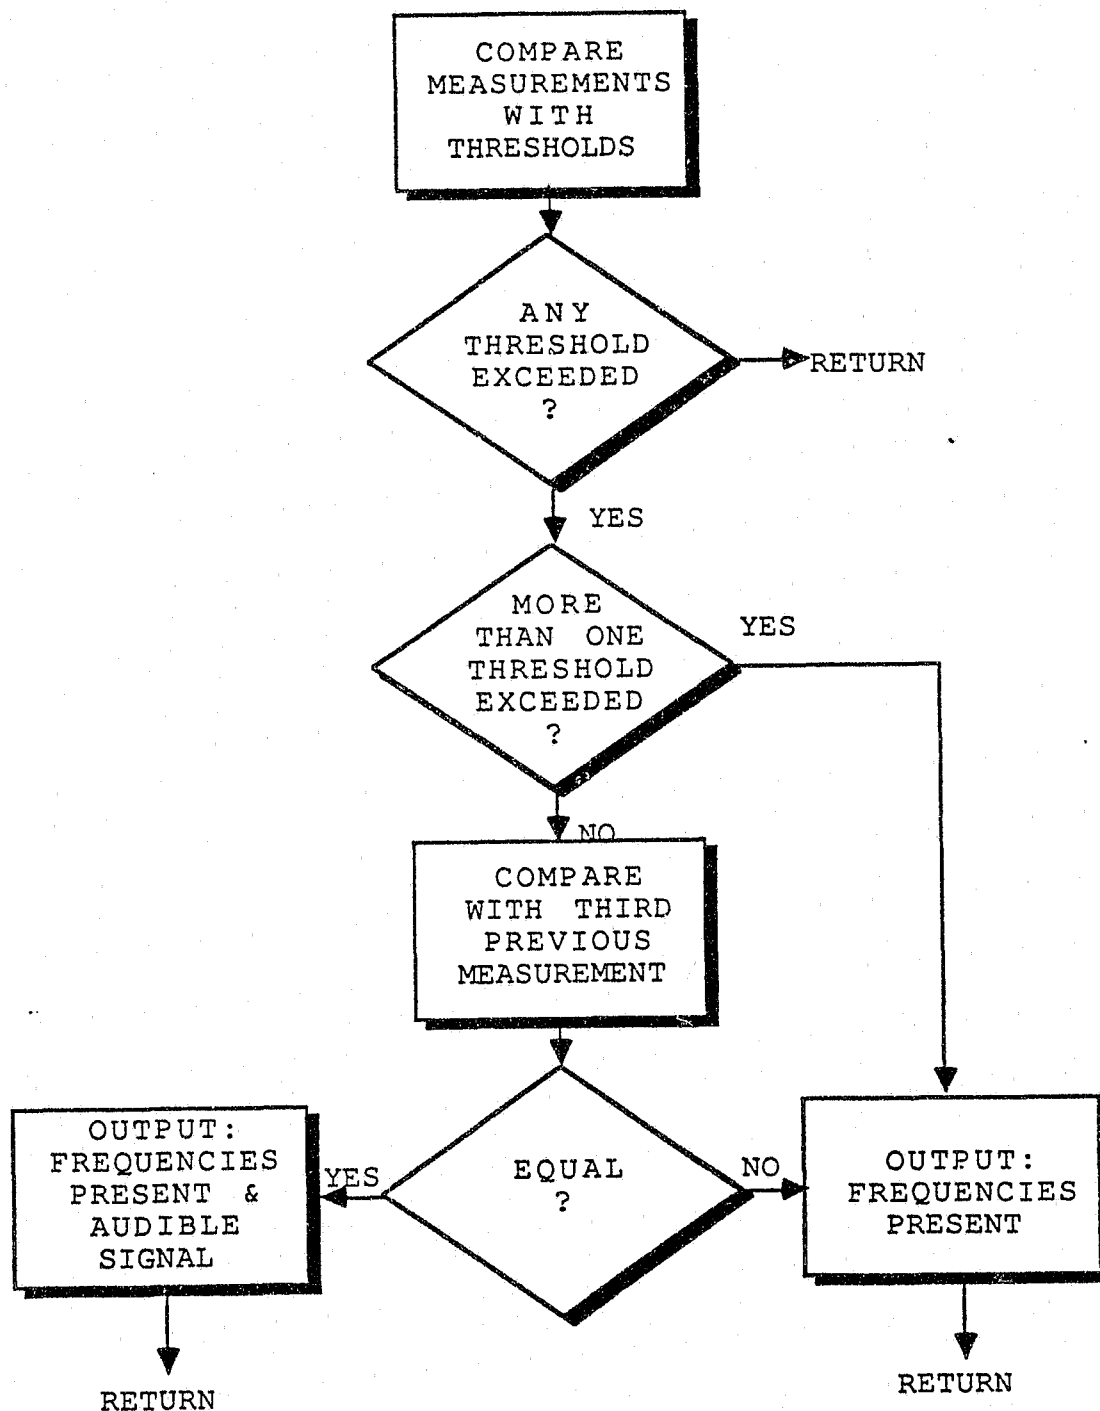 COMPARE
MEASUREMENTS
WITH
THRESHOLDS
ANY
THRESHOLD
EXCEEDED
?
RETURN
YES
MORE
THAN ONE
THRESHOLD
EXCEEDED
?
YES
NO
COMPARE
WITH THIRD
PREVIOUS
MEASUREMENT
OUTPUT:
FREQUENCIES
PRESENT &
AUDIBLE
SIGNAL
YES
EQUAL
?
NO
OUTPUT:
FREQUENCIES
PRESENT
RETURN
RETURN